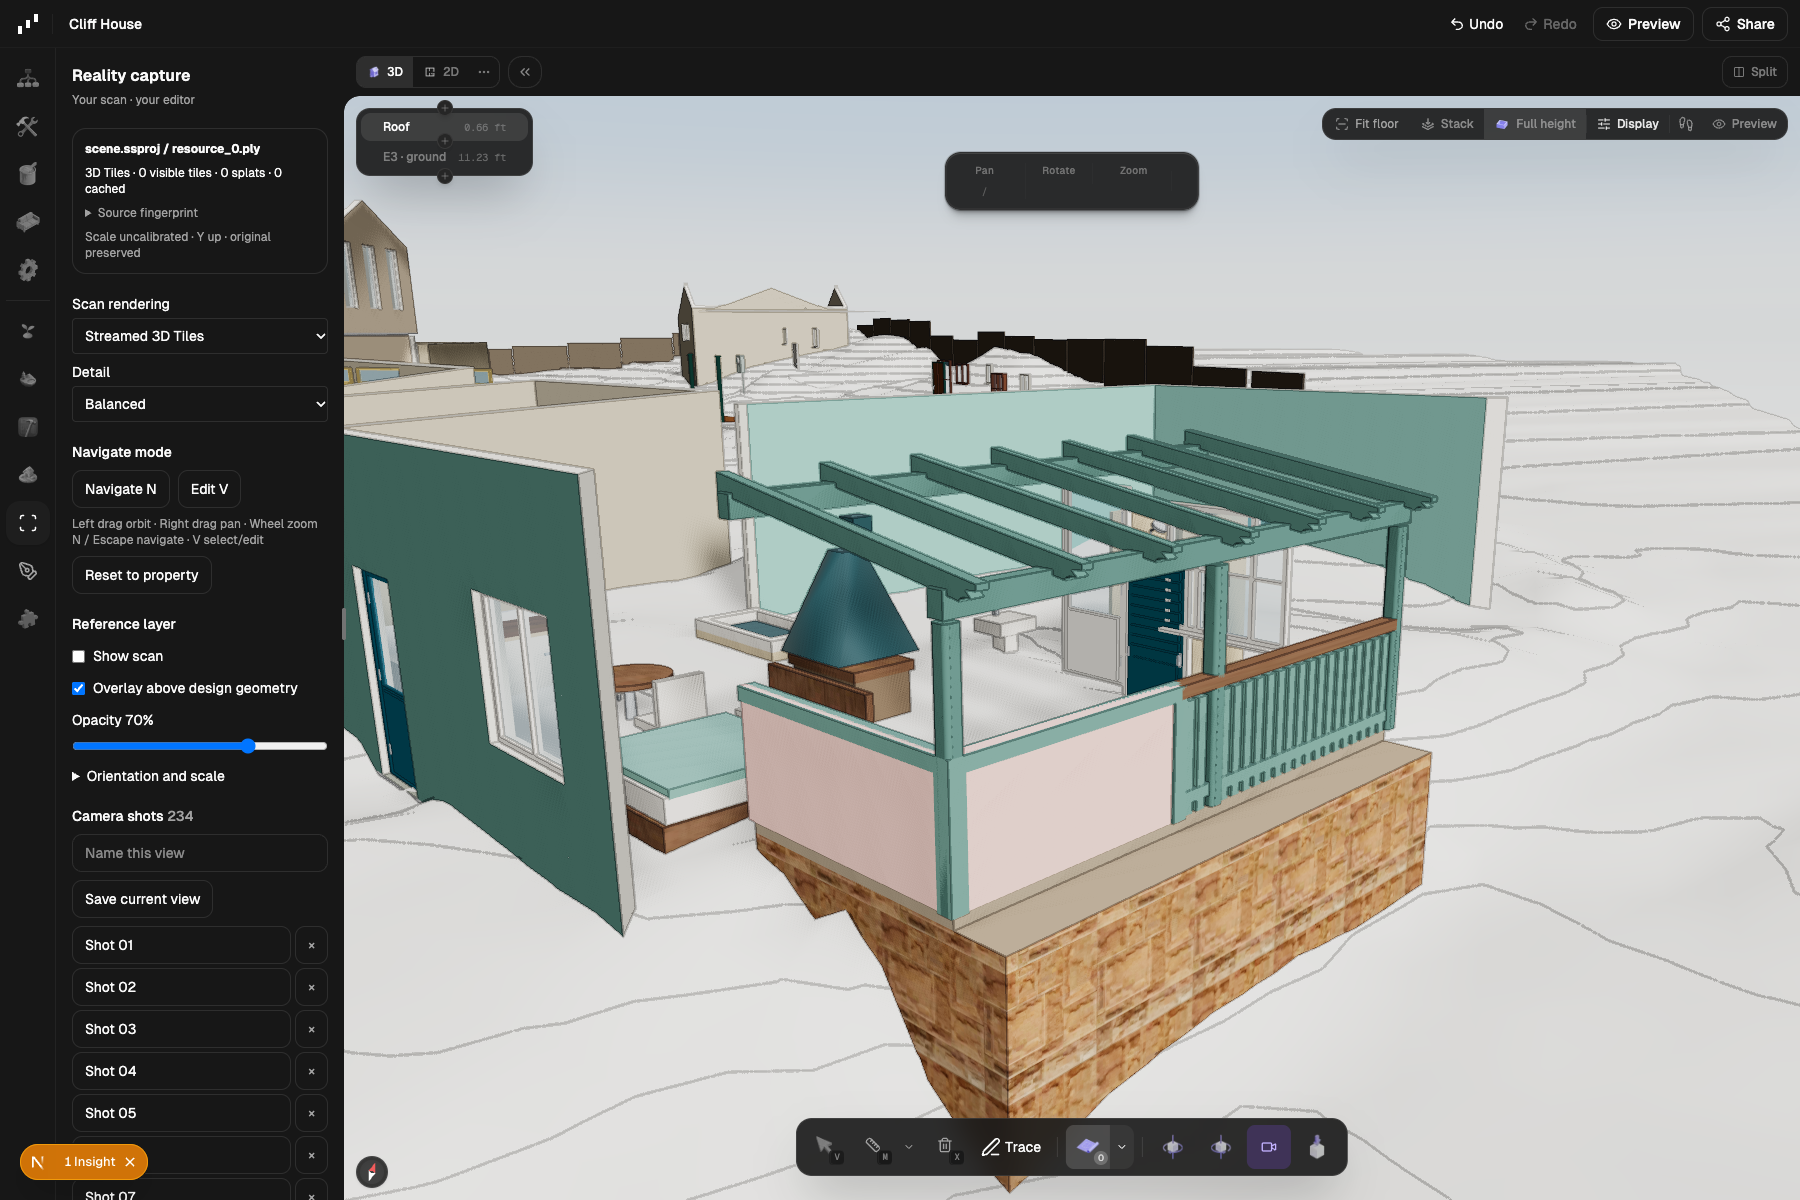 Cliff House
Undo
Redo
Preview
Share
Reality capture
Your scan · your editor
scene.ssproj / resource_0.ply
3D Tiles · 0 visible tiles · 0 splats · 0
cached
Source fingerprint
Scale uncalibrated · Y up · original
preserved
Scan rendering
Streamed 3D Tiles
Detail
Balanced
Navigate mode
Navigate N
Edit V
Left drag orbit · Right drag pan · Wheel zoom
N / Escape navigate · V select/edit
Reset to property
Reference layer
Show scan
Overlay above design geometry
Opacity 70%
Orientation and scale
Camera shots 234
Name this view
Save current view
Shot 01 ×
Shot 02 ×
Shot 03 ×
Shot 04 ×
Shot 05 ×
×
Shot 07 ×
N 1 Insight
3D
2D
Split
Roof 0.66 ft
E3 · ground 11.23 ft
Fit floor
Stack
Full height
Display
Preview
Pan Rotate Zoom
/
V
M
X
Trace
0